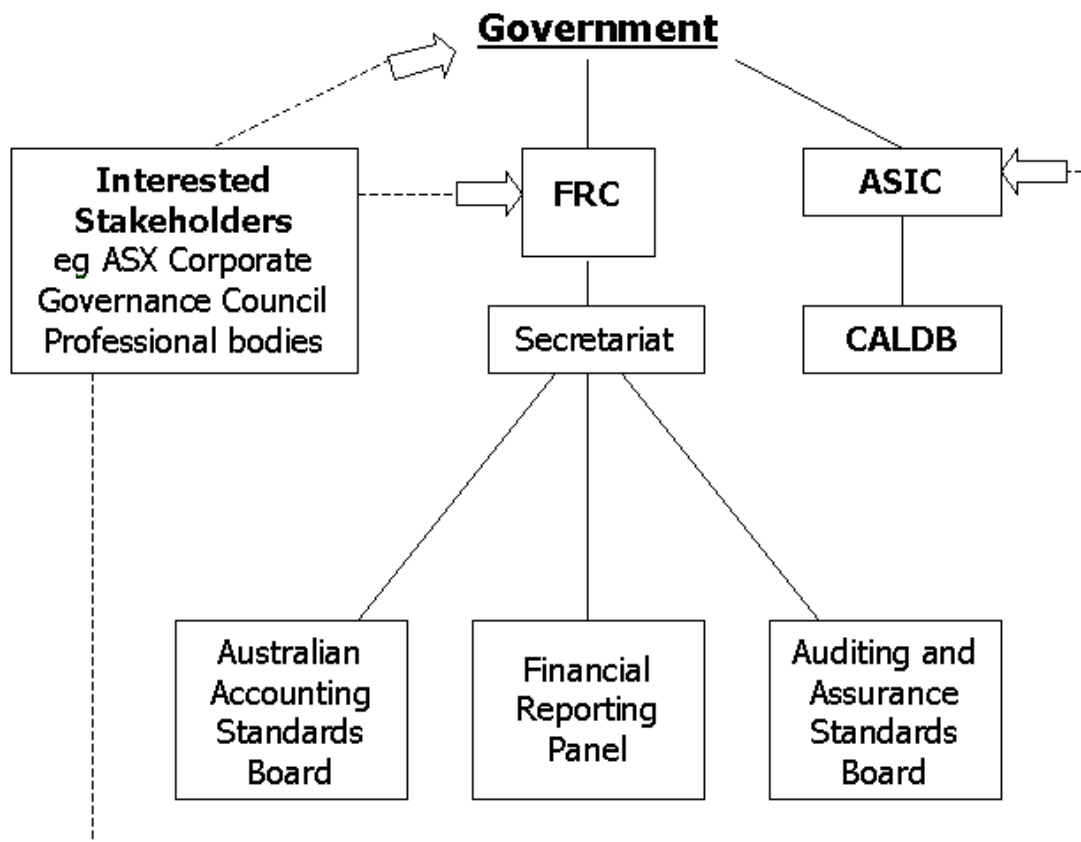 Government
Interested
Stakeholders
eg ASX Corporate
Governance Council
Professional bodies
FRC
ASIC
Secretariat
CALDB
Australian
Accounting
Standards
Board
Financial
Reporting
Panel
Auditing and
Assurance
Standards
Board